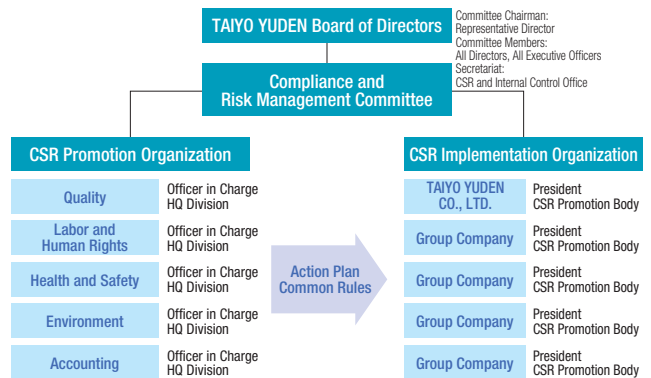 TAIYO YUDEN Board of Directors
Committee Chairman:
Representative Director
Committee Members:
All Directors, All Executive Officers
Secretariat:
CSR and Internal Control Office
Compliance and
Risk Management Committee
CSR Promotion Organization
Quality
Officer in Charge
HQ Division
Labor and
Human Rights
Officer in Charge
HQ Division
Health and Safety
Officer in Charge
HQ Division
Environment
Officer in Charge
HQ Division
Accounting
Officer in Charge
HQ Division
Action Plan
Common Rules
CSR Implementation Organization
TAIYO YUDEN
CO., LTD.
President
CSR Promotion Body
Group Company
President
CSR Promotion Body
Group Company
President
CSR Promotion Body
Group Company
President
CSR Promotion Body
Group Company
President
CSR Promotion Body